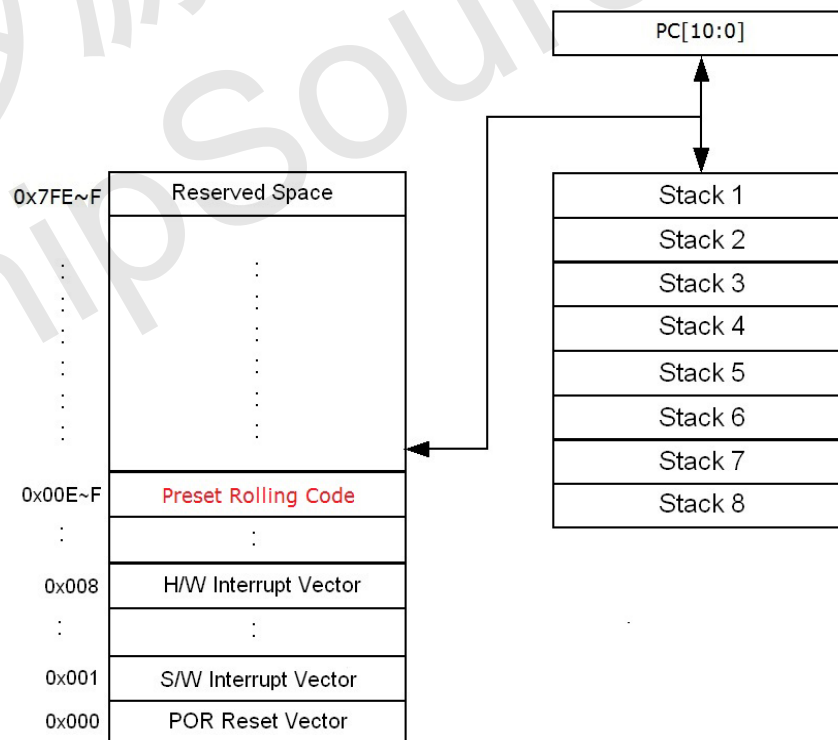 PC[10:0]
0x7FE~F Reserved Space
Stack 1
Stack 2
Stack 3
Stack 4
Stack 5
Stack 6
Stack 7
Stack 8
: :
0x00E~F Preset Rolling Code
: :
0x008 H/W Interrupt Vector
: :
0x001 S/W Interrupt Vector
0x000 POR Reset Vector